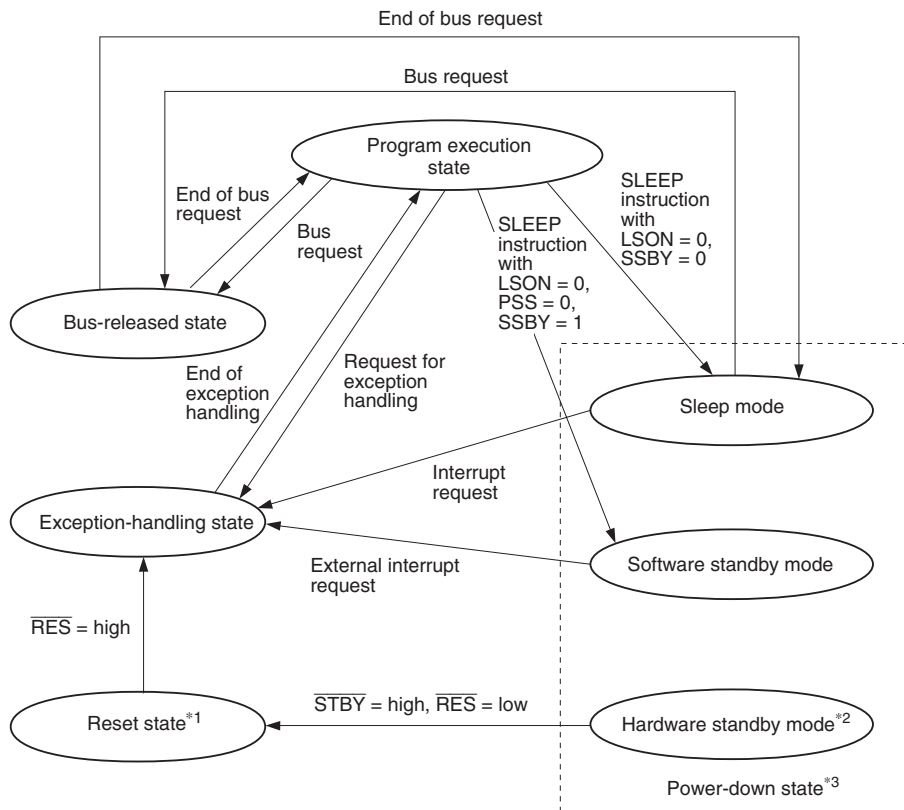 End of bus request
Bus request
Program execution
state
End of bus
request
Bus
request
SLEEP
instruction
with
LSON = 0,
PSS = 0,
SSBY = 1
SLEEP
instruction
with
LSON = 0,
SSBY = 0
Bus-released state
End of
exception
handling
Request for
exception
handling
Sleep mode
Interrupt
request
Exception-handling state
External interrupt
request
Software standby mode
R̅E̅S̅ = high
S̅T̅B̅Y̅ = high, R̅E̅S̅ = low
Reset state*1
Hardware standby mode*2
Power-down state*3